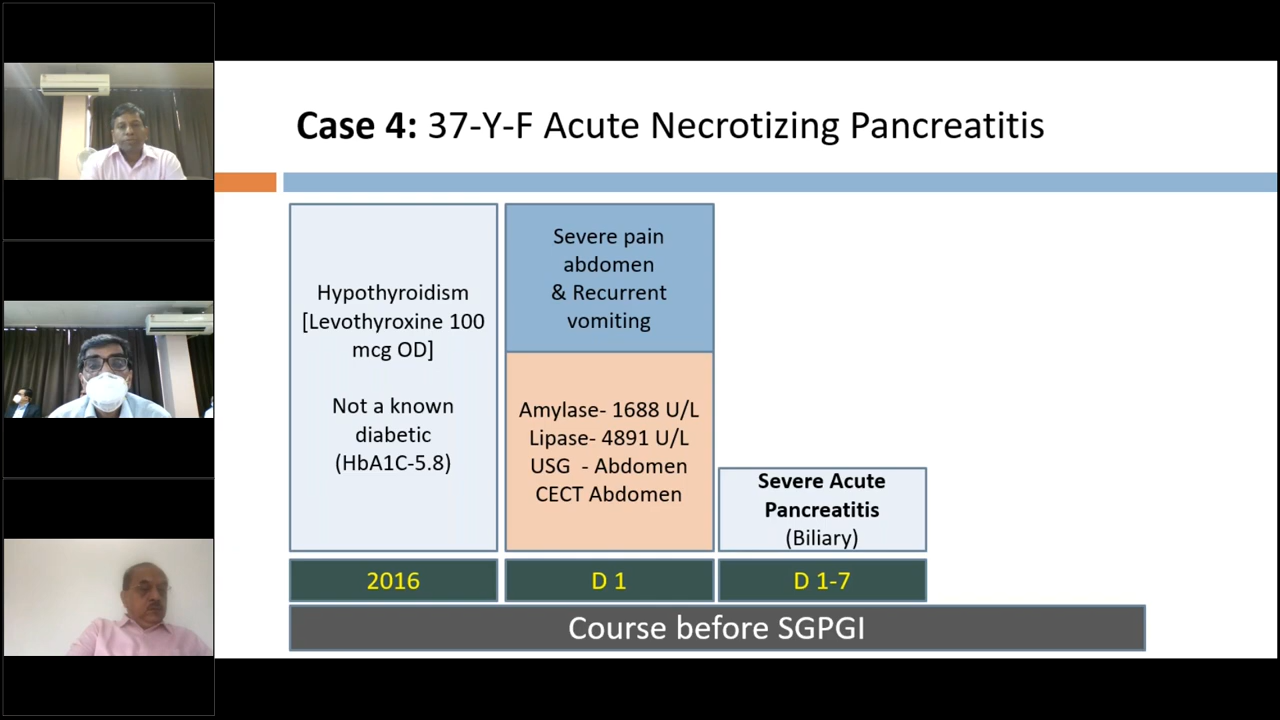 Case 4: 37-Y-F Acute Necrotizing Pancreatitis
Hypothyroidism
[Levothyroxine 100
mcg OD]
Not a known
diabetic
(HbA1C-5.8)
2016
Severe pain
abdomen
& Recurrent
vomiting
Amylase- 1688 U/L
Lipase- 4891 U/L
USG - Abdomen
CECT Abdomen
D 1
Severe Acute
Pancreatitis
(Biliary)
D 1-7
Course before SGPGI